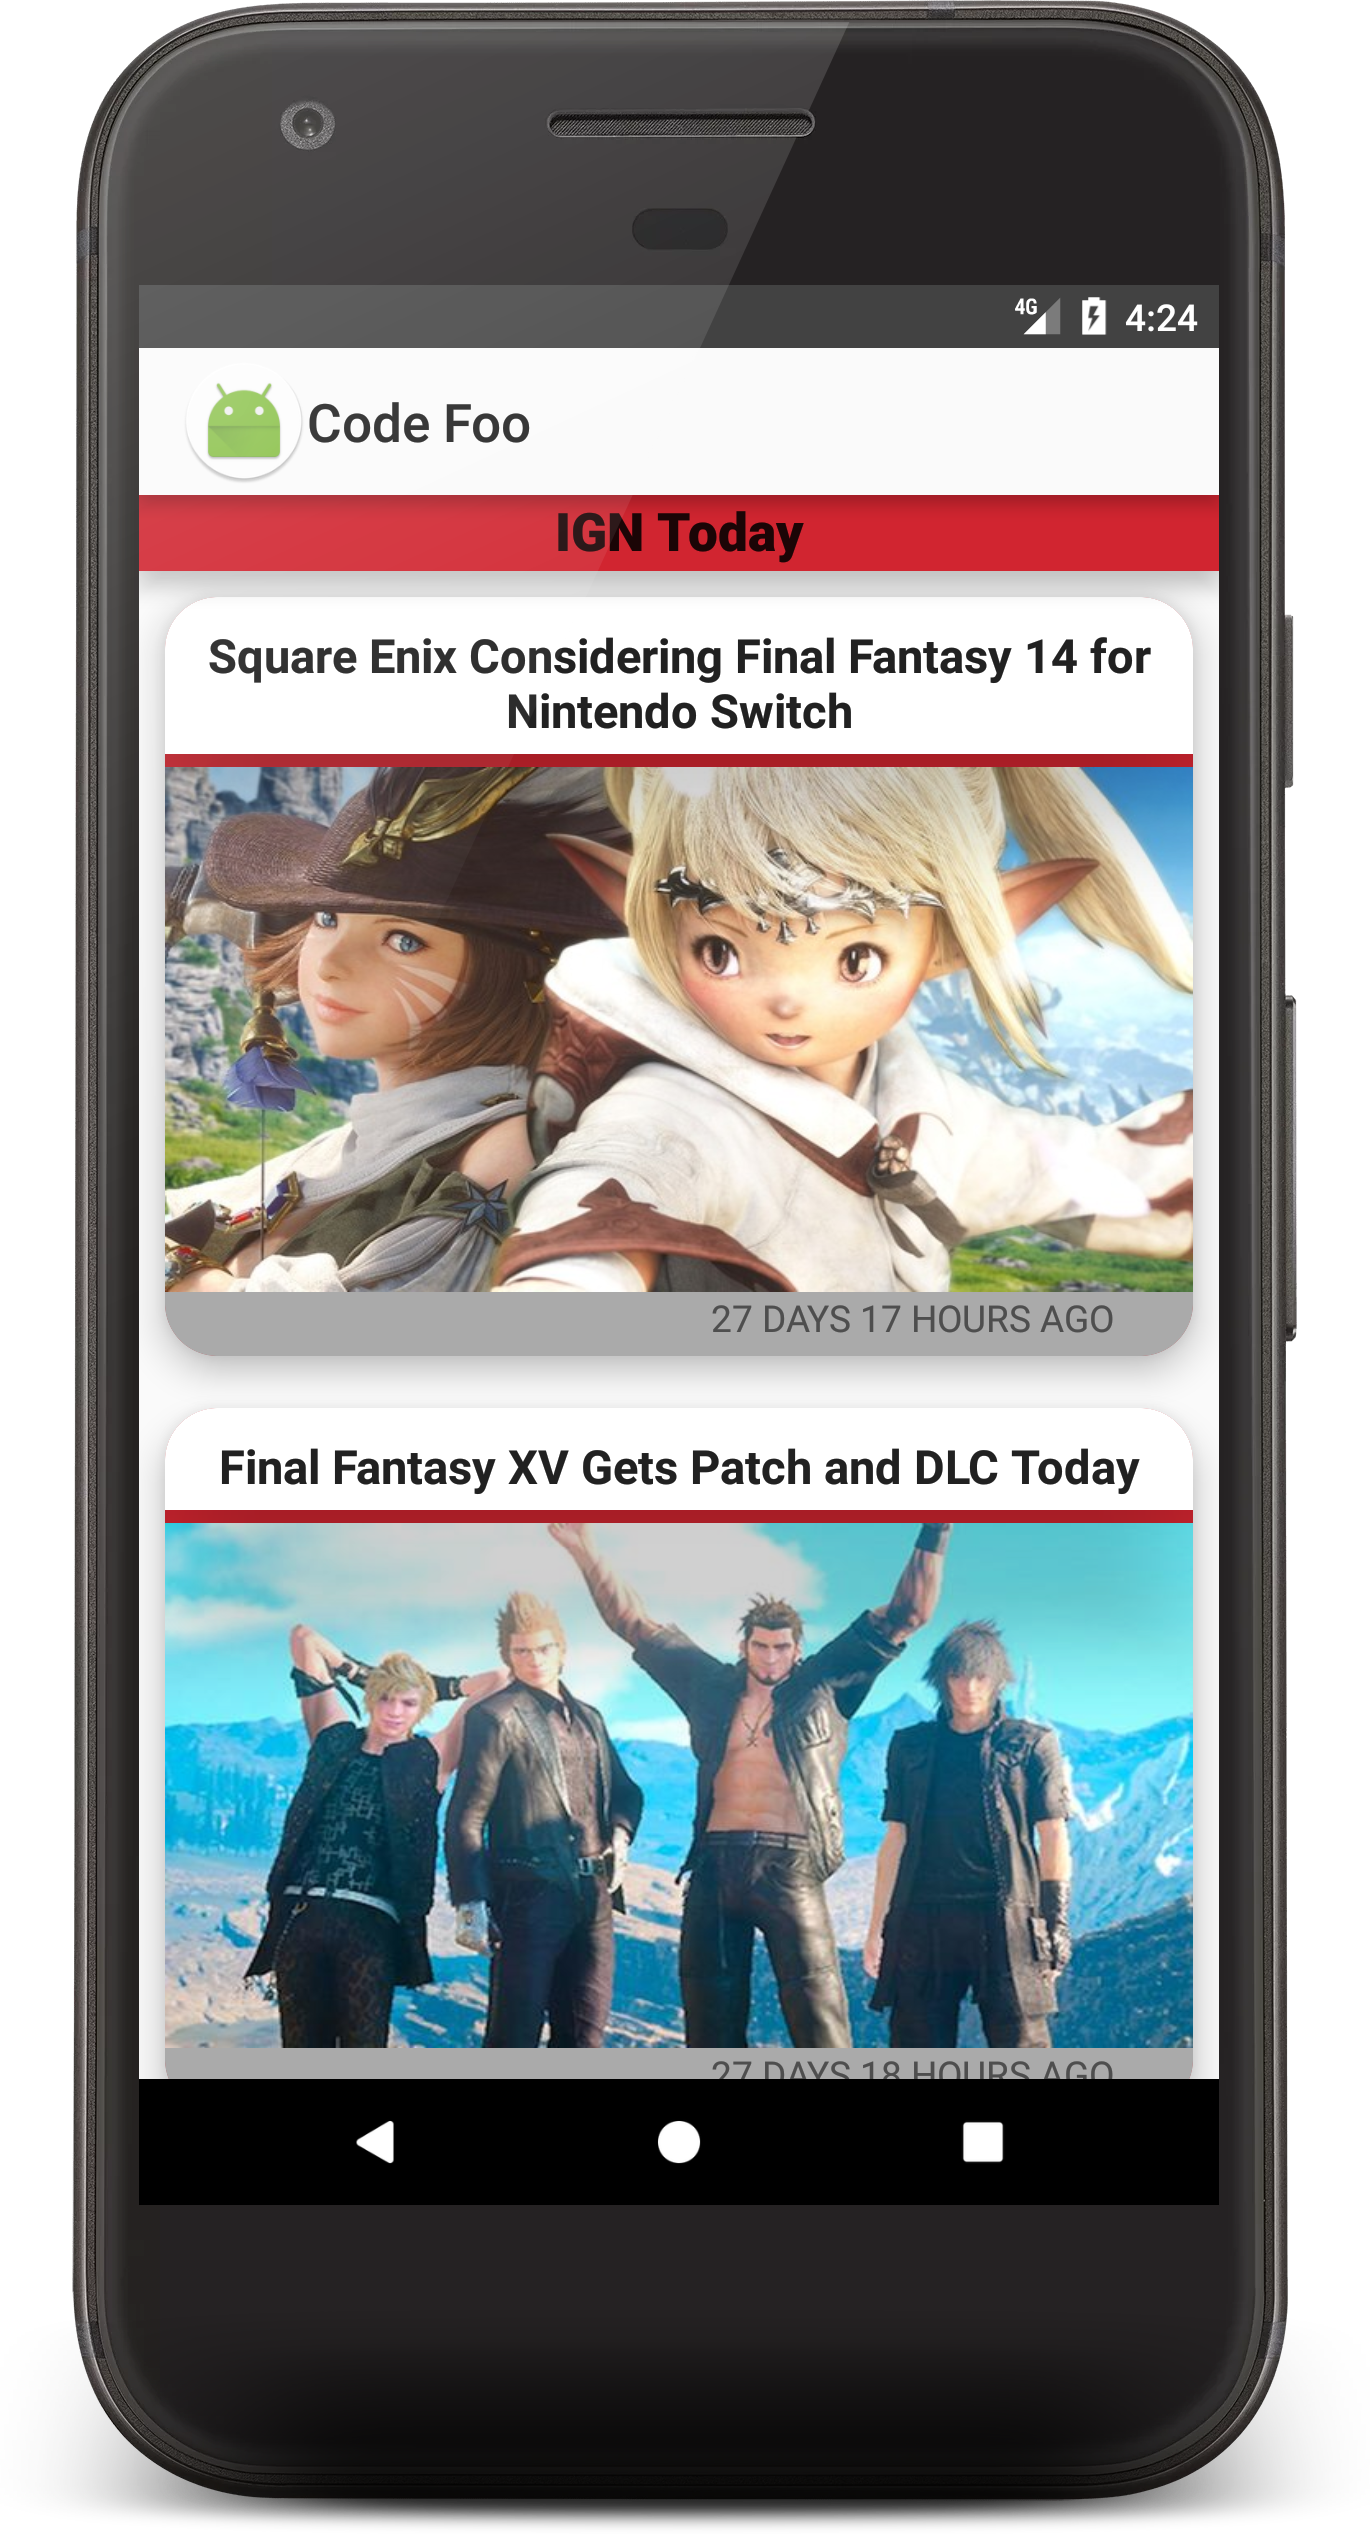 4G 4:24
Code Foo
IGN Today
Square Enix Considering Final Fantasy 14 for
Nintendo Switch
27 DAYS 17 HOURS AGO
Final Fantasy XV Gets Patch and DLC Today
27 DAYS 18 HOURS AGO